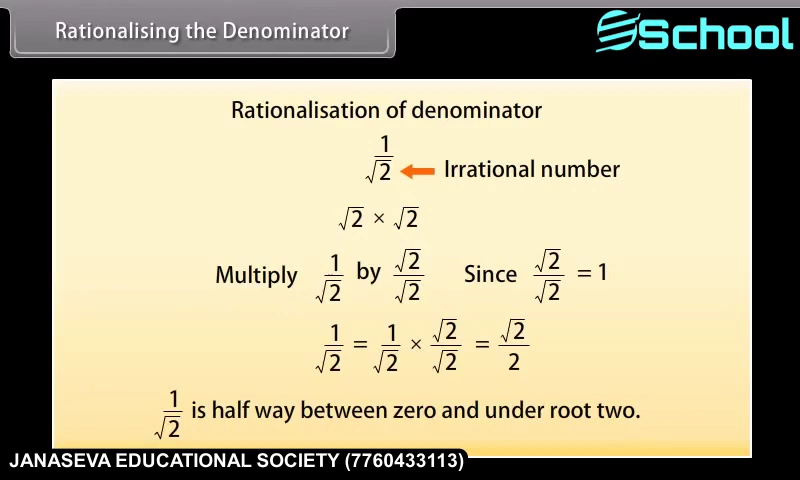 Rationalising the Denominator
School
Rationalisation of denominator
1/√2 Irrational number
√2 × √2
Multiply 1/√2 by √2/√2 Since √2/√2 = 1
1/√2 = 1/√2 × √2/√2 = √2/2
1/√2 is half way between zero and under root two.
JANASEVA EDUCATIONAL SOCIETY (7760433113)